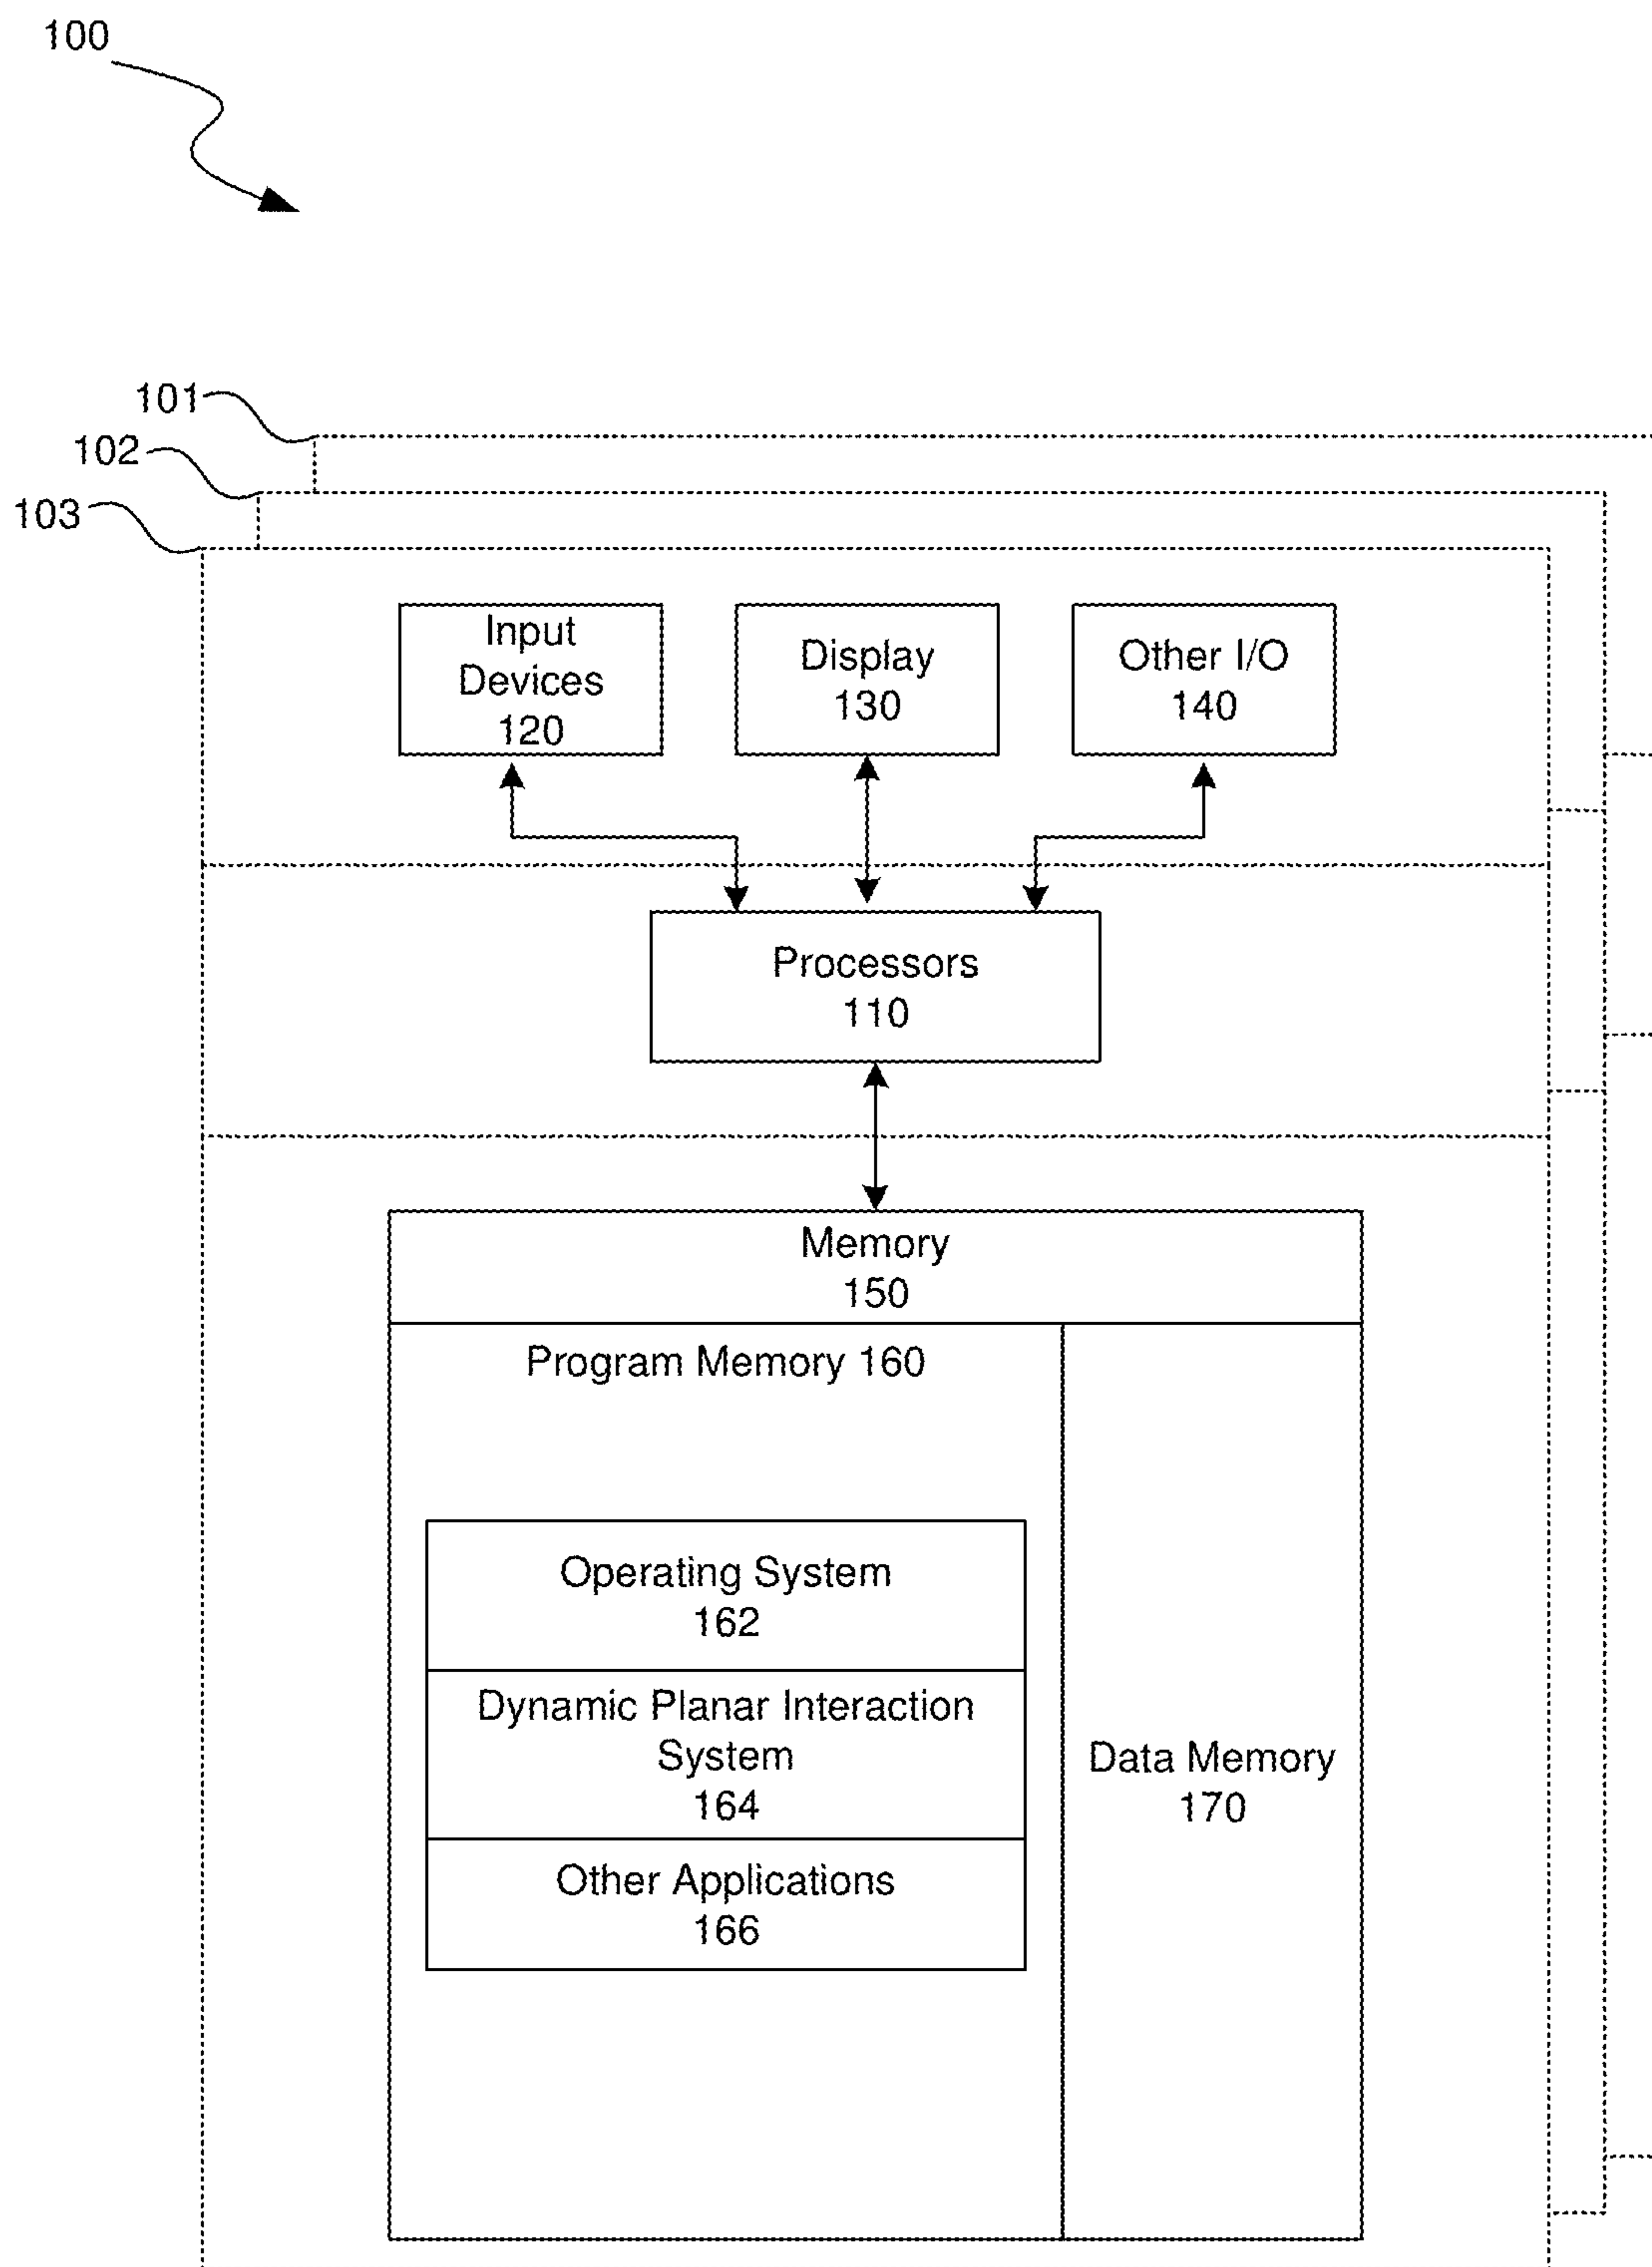 100
101
102
103
Input
Devices
120
Display
130
Other I/O
140
Processors
110
Memory
150
Program Memory 160
Operating System
162
Dynamic Planar Interaction
System
164
Other Applications
166
Data Memory
170